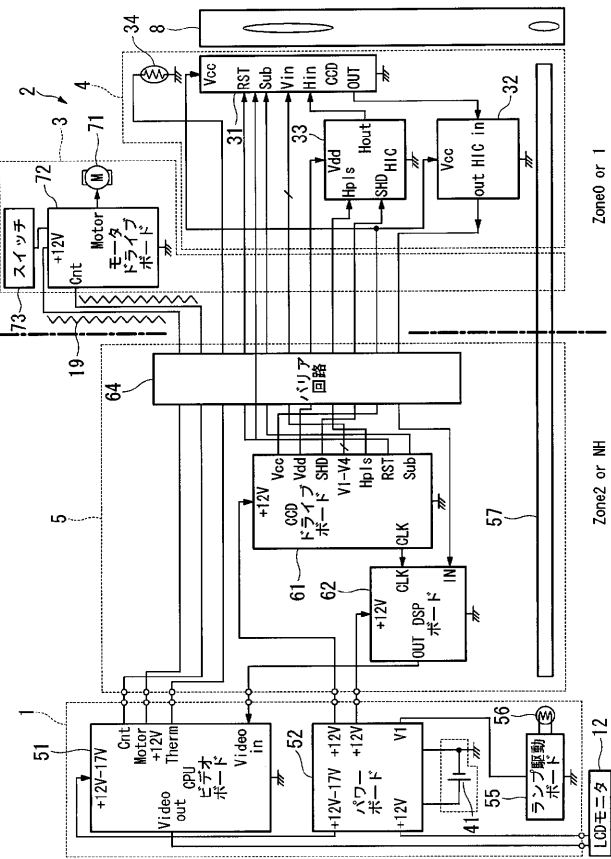 34
8
4
2
3
71
72
M
スイッチ
73
+12V
Motor
Cnt
モータ
ドライブ
ボード
19
Vcc
RST
Sub
Vin
Hin
CCD
OUT
31
33
Vdd
Hpls
Hout
SHD
HIC
32
Vcc
in
HIC
out
Zone0 or 1
64
バリア
回路
5
+12V
CCD
ドライブ
ボード
Vcc
Vdd
SHD
V1-V4
Hpls
RST
Sub
CLK
61
62
+12V
CLK
IN
OUT
DSP
ボード
57
Zone2 or NH
1
51
+12V-17V
Cnt
Motor
+12V
Therm
CPU
ビデオ
ボード
Video
out
Video
in
52
+12V-17V
+12V
+12V
パワー
ボード
+12V
V1
41
56
55
ランプ駆動
ボード
12
LCDモニタ